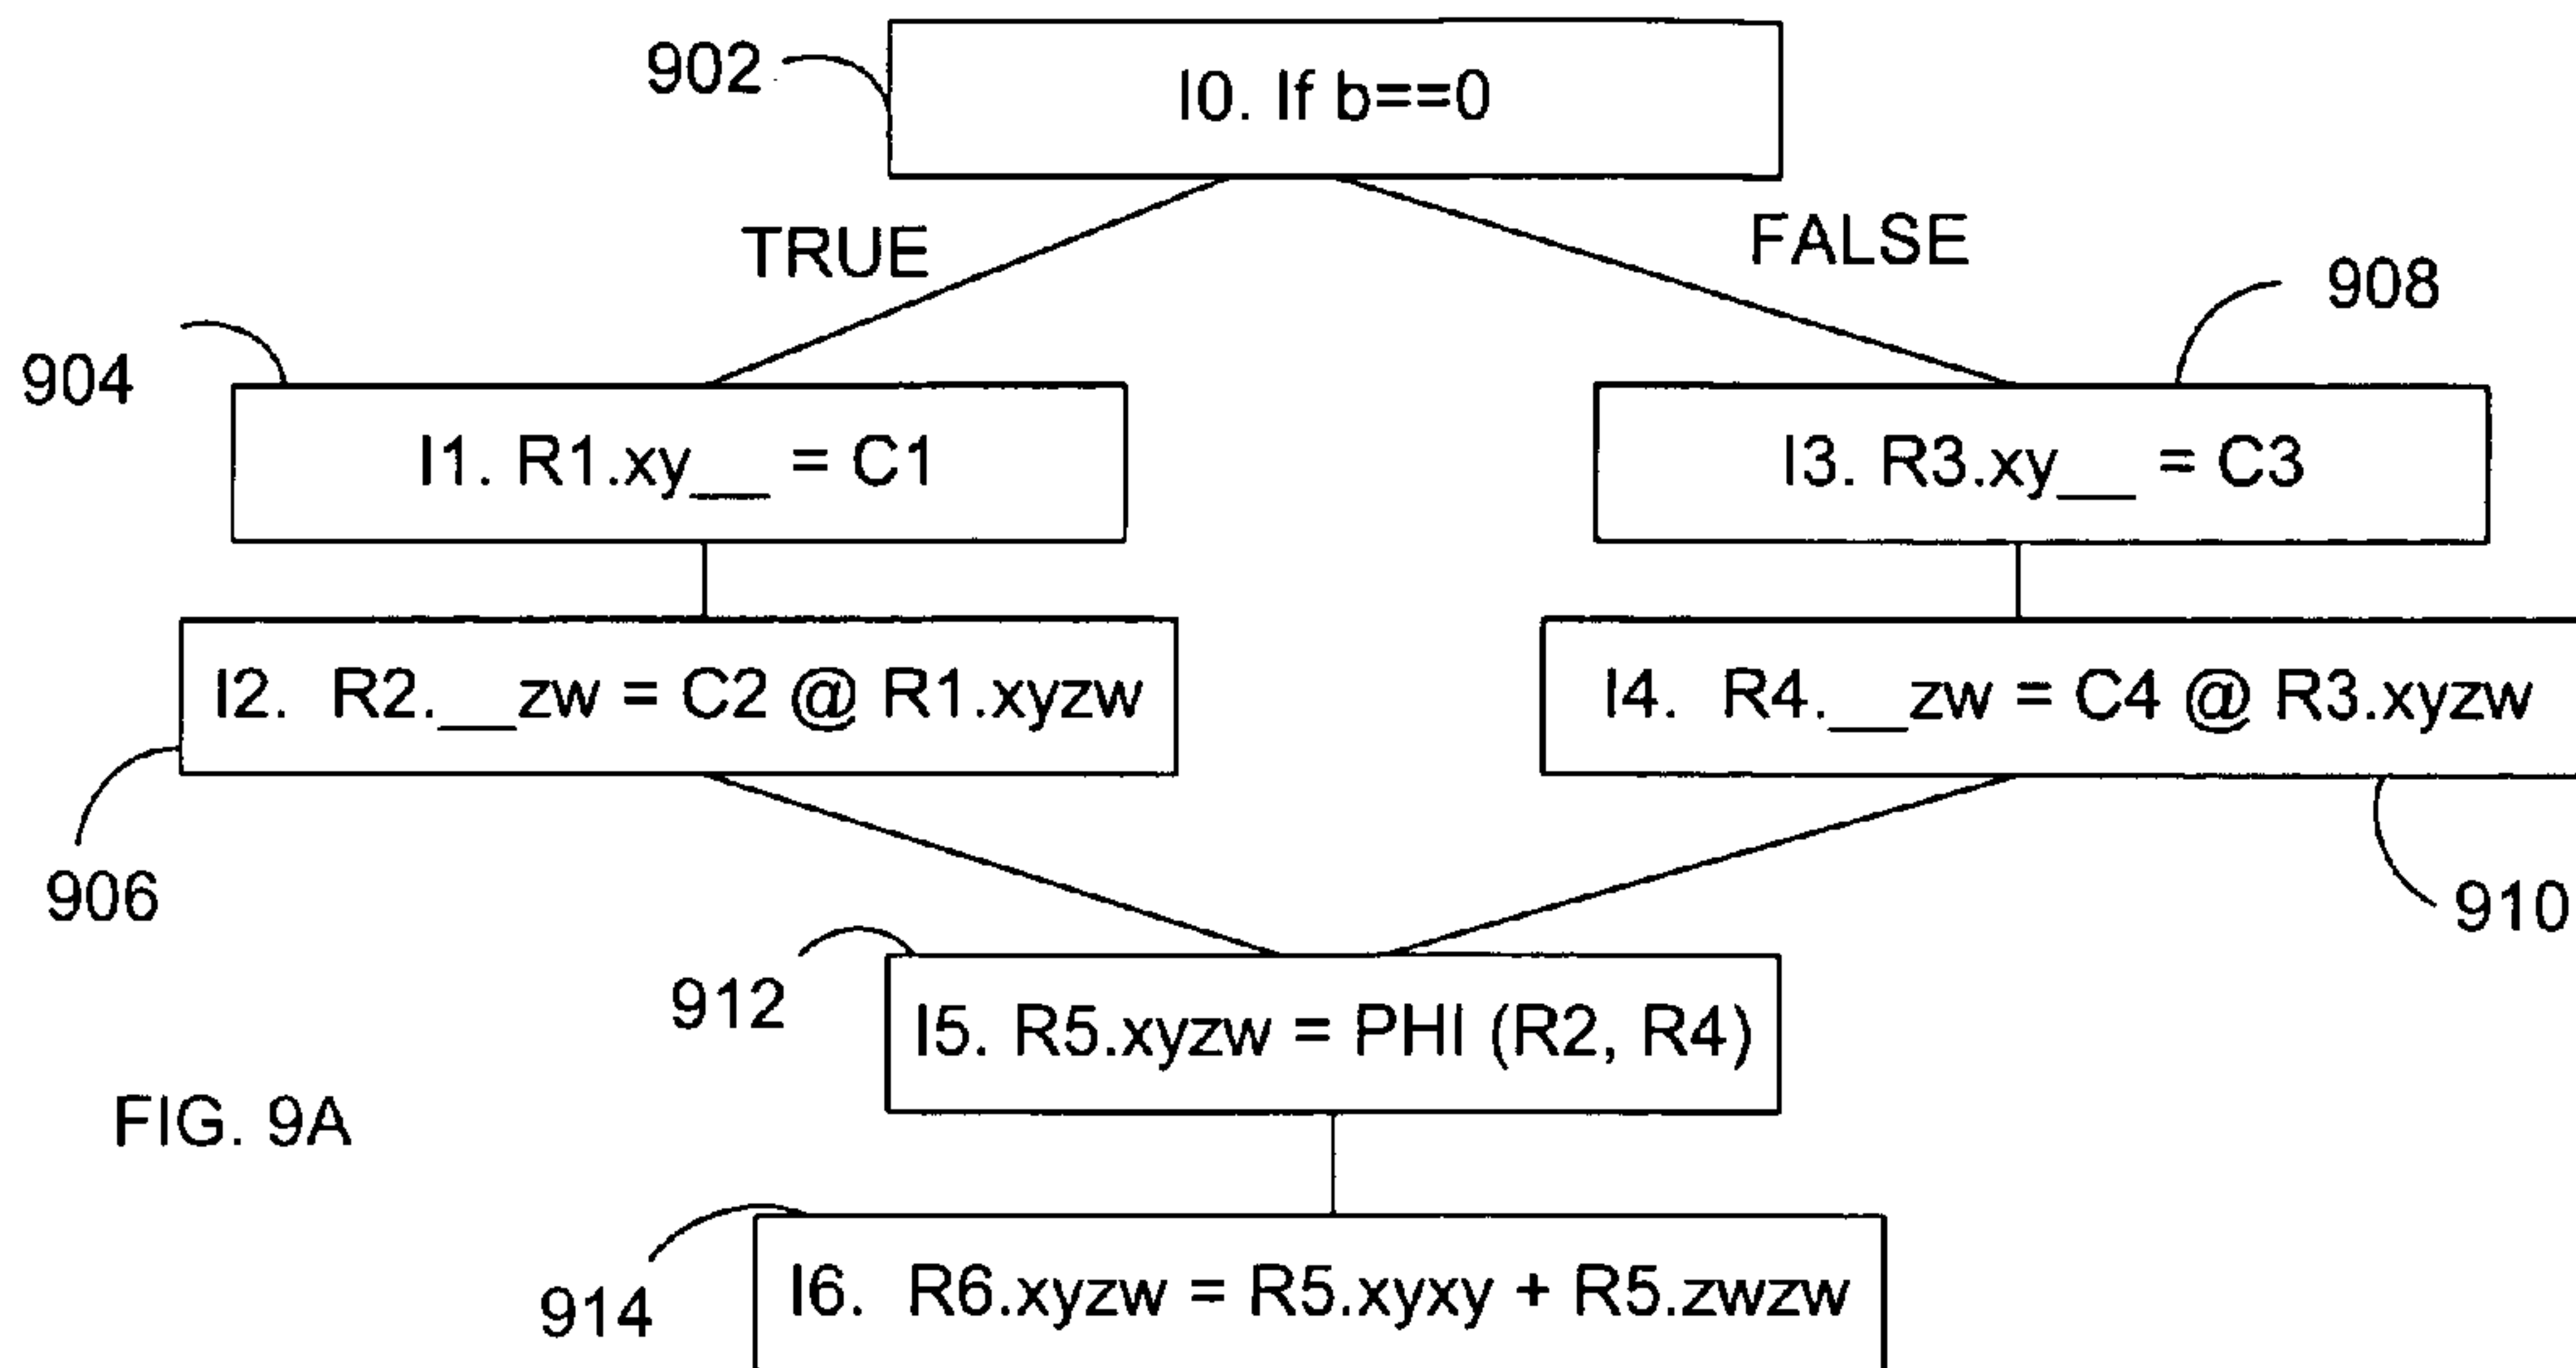 902
I0. If b==0
TRUE
FALSE
908
904
I1. R1.xy__ = C1
I3. R3.xy__ = C3
I2. R2.__zw = C2 @ R1.xyzw
I4. R4.__zw = C4 @ R3.xyzw
906
910
912
I5. R5.xyzw = PHI (R2, R4)
FIG. 9A
914
I6. R6.xyzw = R5.xyxy + R5.zwzw